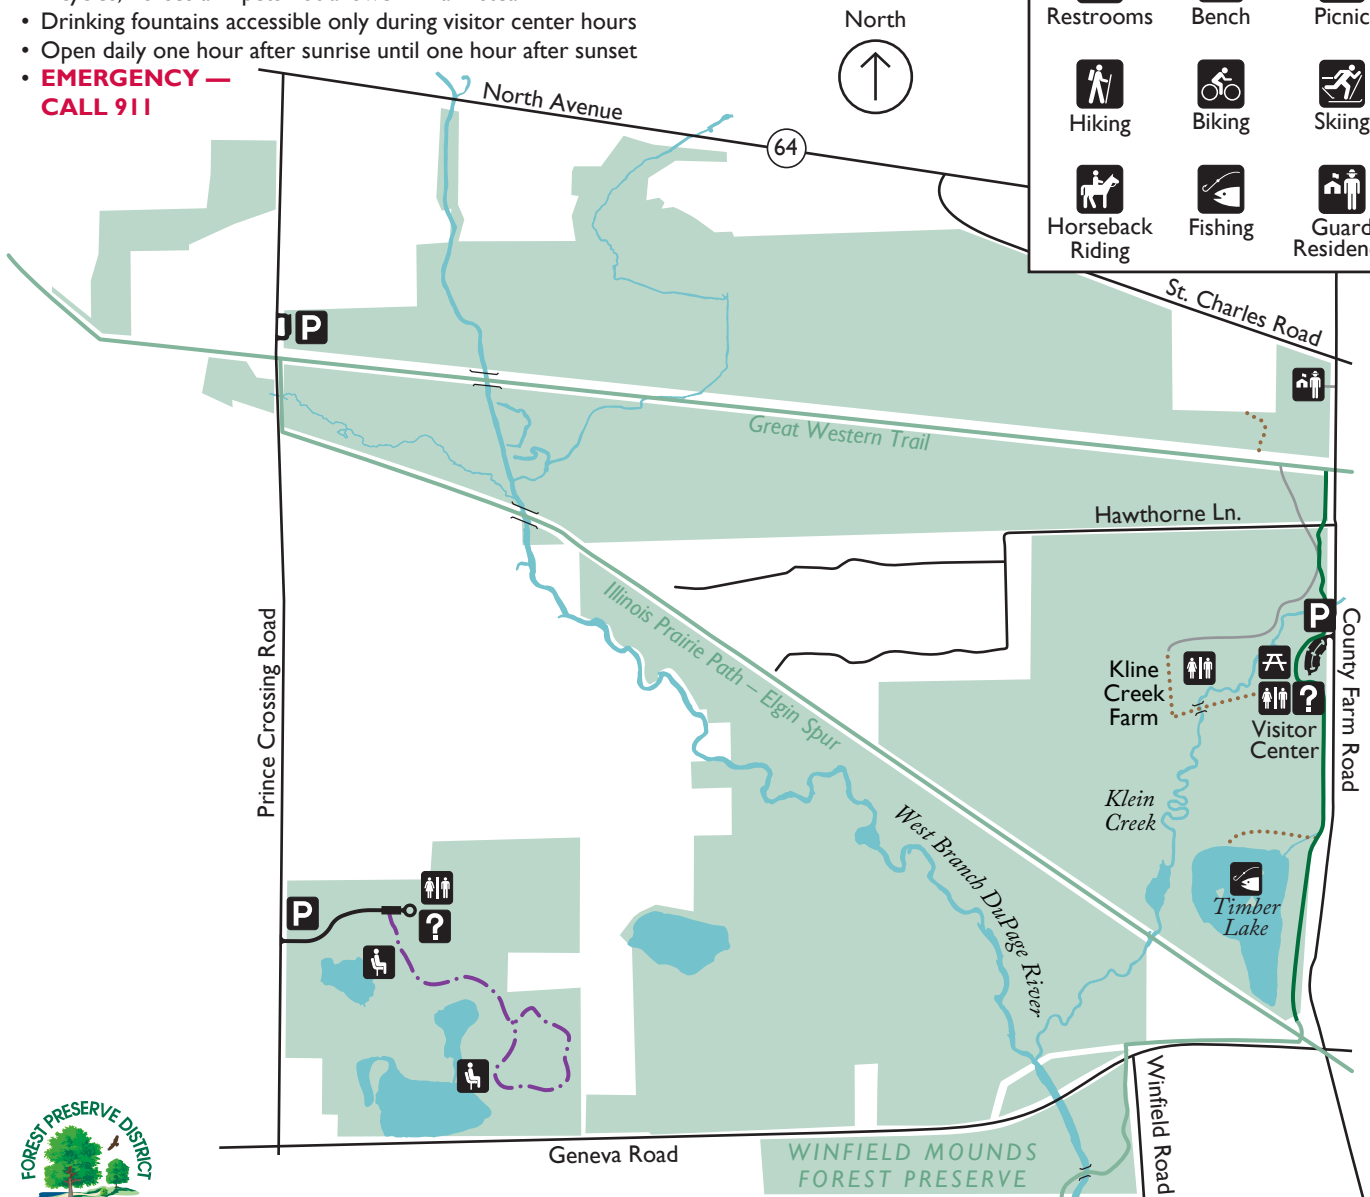 • Drinking fountains accessible only during visitor center hours
• Open daily one hour after sunrise until one hour after sunset
• EMERGENCY —
CALL 911
North
Restrooms
Bench
Picnic
Hiking
Biking
Skiing
Horseback
Riding
Fishing
Guard
North Avenue
64
St. Charles Road
P
Great Western Trail
Hawthorne Ln.
Illinois Prairie Path – Elgin Spur
Prince Crossing Road
County Farm Road
P
Kline
Creek
Farm
?
Visitor
Center
Klein
Creek
West Branch DuPage River
Timber
Lake
P
?
Winfield Road
Geneva Road
WINFIELD MOUNDS
FOREST PRESERVE
FOREST PRESERVE DISTRICT